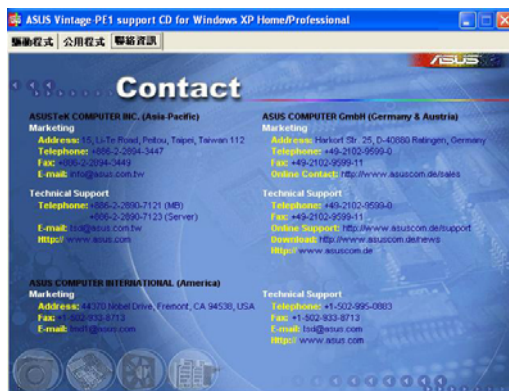 ASUS Vintage-PE1 support CD for Windows XP Home/Professional
驅動程式 公用程式 聯絡資訊
ASUS
Contact
ASUSTeK COMPUTER INC. (Asia-Pacific)
Marketing
Address: 15, Li-Te Road, Peitou, Taipei, Taiwan 112
Telephone: +886-2-2894-3447
Fax: +886-2-2894-3449
E-mail: info@asus.com.tw
Technical Support
Telephone: +886-2-2890-7121 (MB)
+886-2-2890-7123 (Server)
E-mail: tsd@asus.com.tw
Http:// www.asus.com
ASUS COMPUTER GmbH (Germany & Austria)
Marketing
Address: Harkort Str. 25, D-40880 Ratingen, Germany
Telephone: +49-2102-9599-0
Fax: +49-2102-9599-11
Online Contact: http://www.asuscom.de/sales
Technical Support
Telephone: +49-2102-9599-0
Fax: +49-2102-9599-11
Online Support: http://www.asuscom.de/support
Download: http://www.asuscom.de/news
Http:// www.asuscom.de
ASUS COMPUTER INTERNATIONAL (America)
Marketing
Address: 44370 Nobel Drive, Fremont, CA 94538, USA
Fax: +1-502-933-8713
E-mail: tmd1@asus.com
Technical Support
Telephone: +1-502-995-0883
Fax: +1-502-933-8713
E-mail: tsd@asus.com
Http:// www.asus.com